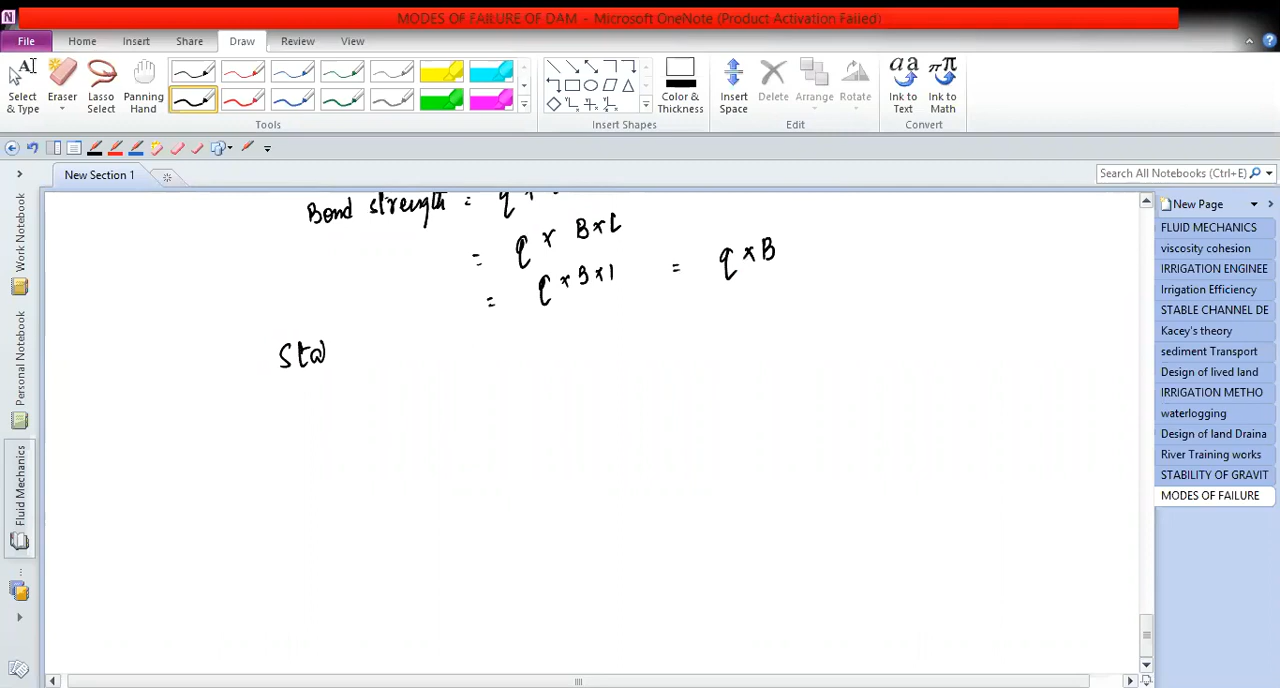 MODES OF FAILURE OF DAM - Microsoft OneNote (Product Activation Failed)
File Home Insert Share Draw Review View
Select & Type
Eraser
Lasso Select
Panning Hand
Color & Thickness
Insert Space
Delete
Arrange
Rotate
Ink to Text
Ink to Math
Tools
Insert Shapes
Edit
Convert
New Section 1
Search All Notebooks (Ctrl+E)
Work Notebook
Personal Notebook
Fluid Mechanics
New Page
FLUID MECHANICS
viscosity cohesion
IRRIGATION ENGINEE
Irrigation Efficiency
STABLE CHANNEL DE
Kacey's theory
sediment Transport
Design of lived land
IRRIGATION METHO
waterlogging
Design of land Draina
River Training works
STABILITY OF GRAVIT
MODES OF FAILURE
Bond strength = q ×
= q × B × L
= q × B × 1 = q × B
Sta